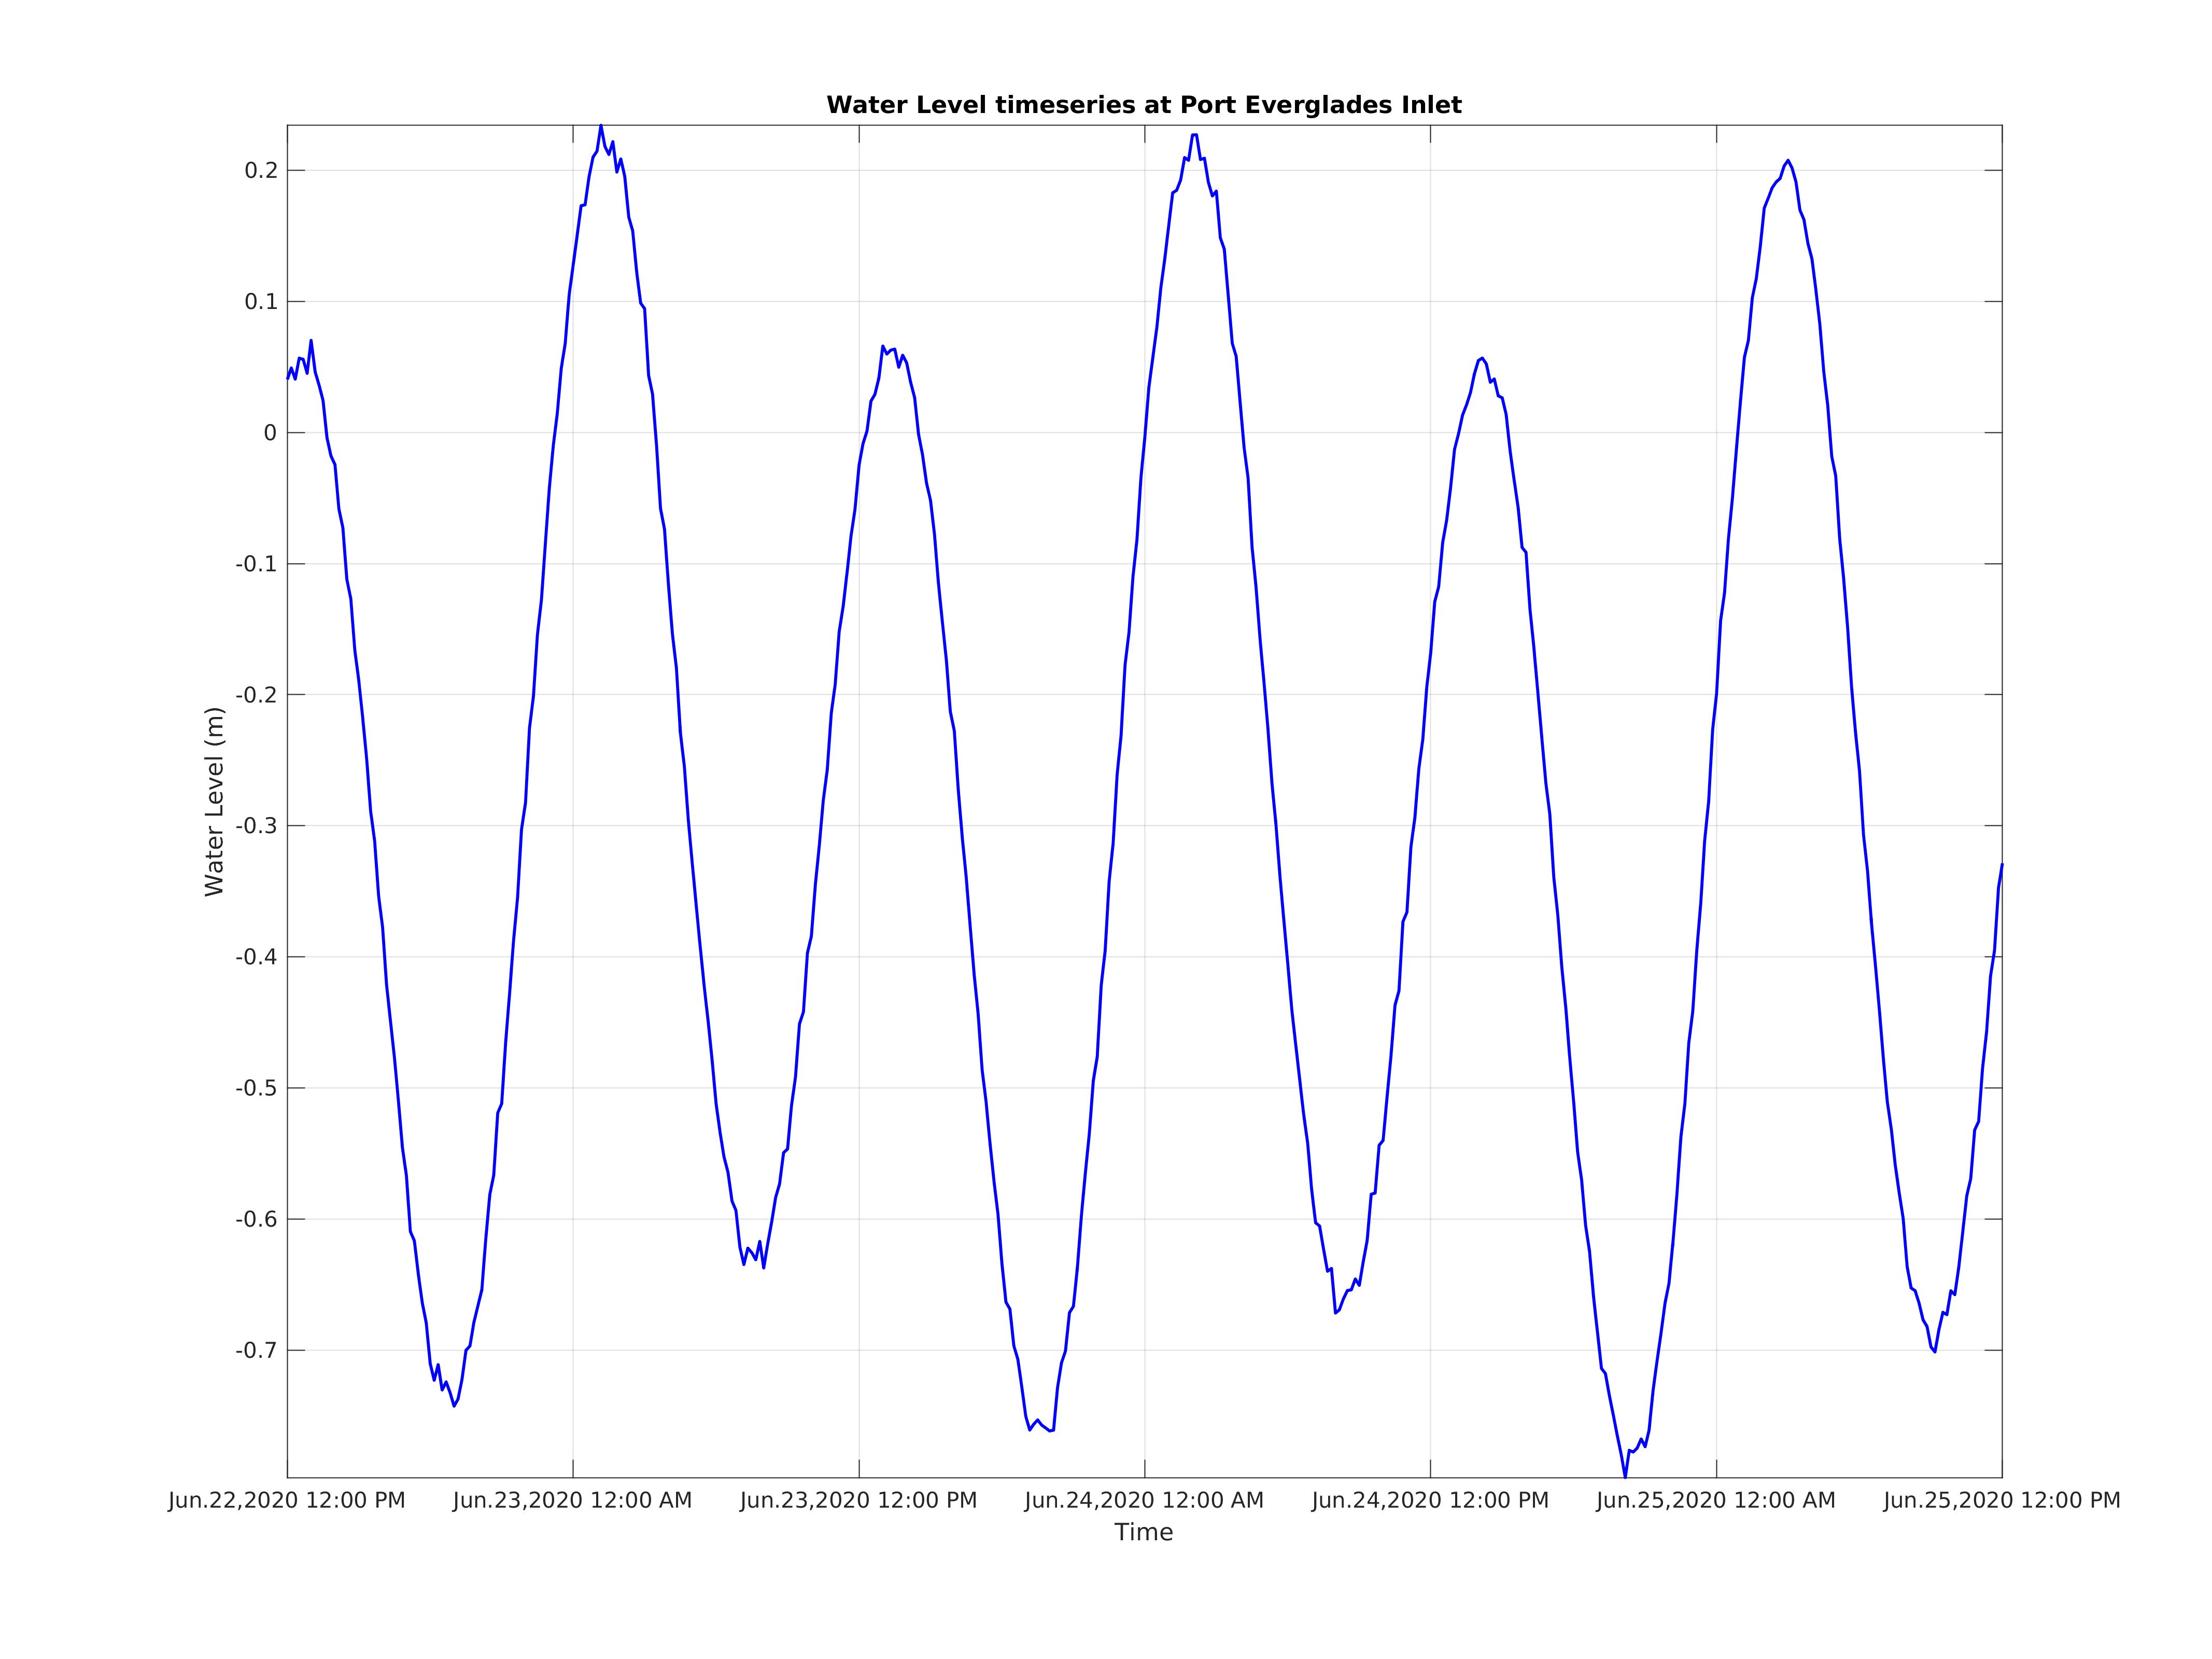 Water Level timeseries at Port Everglades Inlet
0.2
0.1
0
-0.1
-0.2
-0.3
-0.4
-0.5
-0.6
-0.7
Water Level (m)
Jun.22,2020 12:00 PM
Jun.23,2020 12:00 AM
Jun.23,2020 12:00 PM
Jun.24,2020 12:00 AM
Jun.24,2020 12:00 PM
Jun.25,2020 12:00 AM
Jun.25,2020 12:00 PM
Time